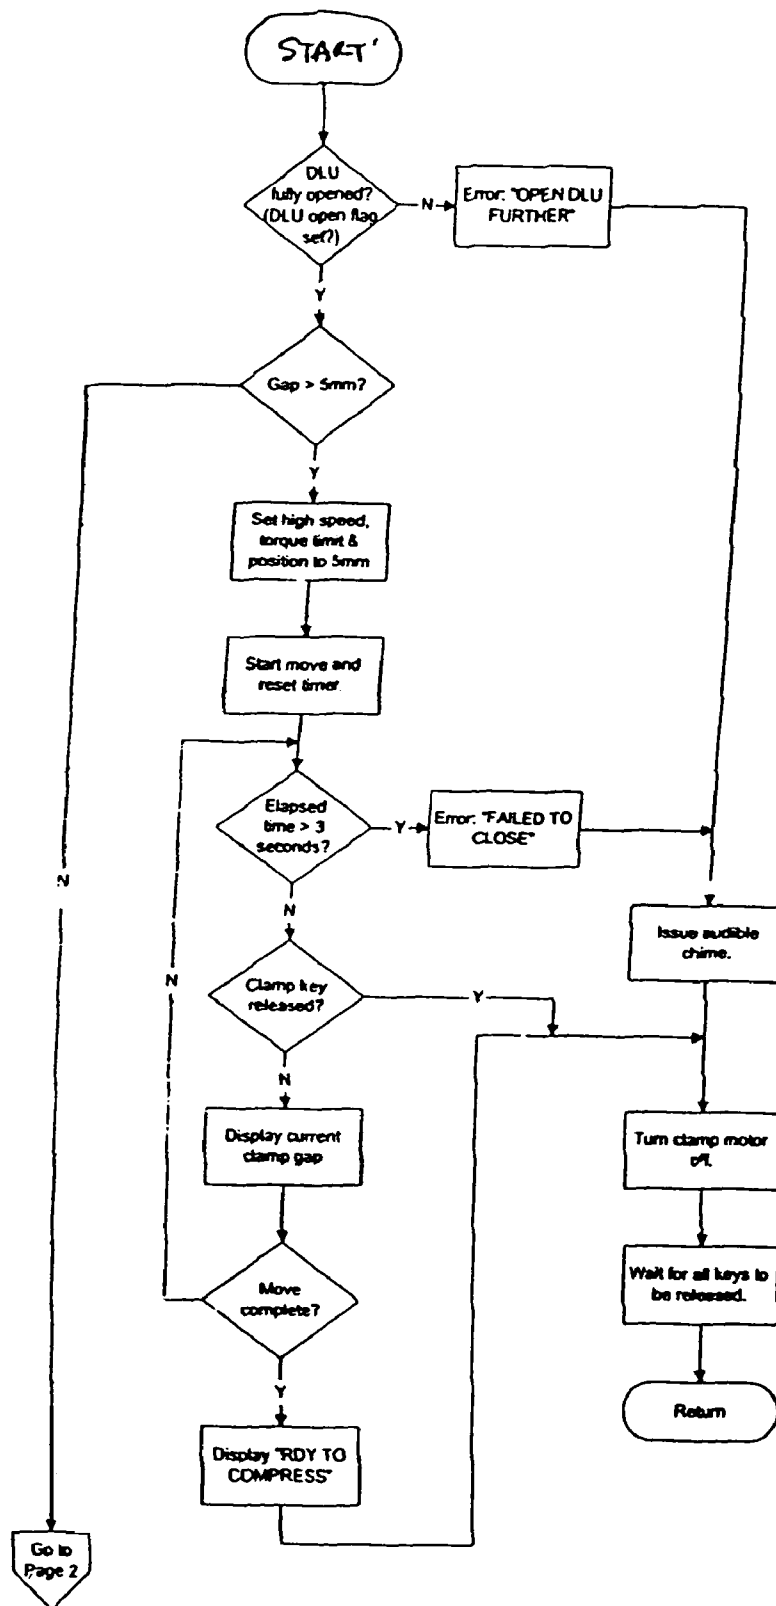 START
DLU
fully opened?
(DLU open flag
set?)
N
Error: "OPEN DLU
FURTHER"
Y
Gap > 5mm?
Y
Set high speed,
torque limit &
position to 5mm
Start move and
reset timer.
Elapsed
time > 3
seconds?
Y
Error: "FAILED TO
CLOSE"
N
N
Issue audible
chime.
Clamp key
released?
Y
N
N
Display current
clamp gap
Turn clamp motor
off.
Wait for all keys to
be released.
Move
complete?
Y
Return
Display "RDY TO
COMPRESS"
Go to
Page 2